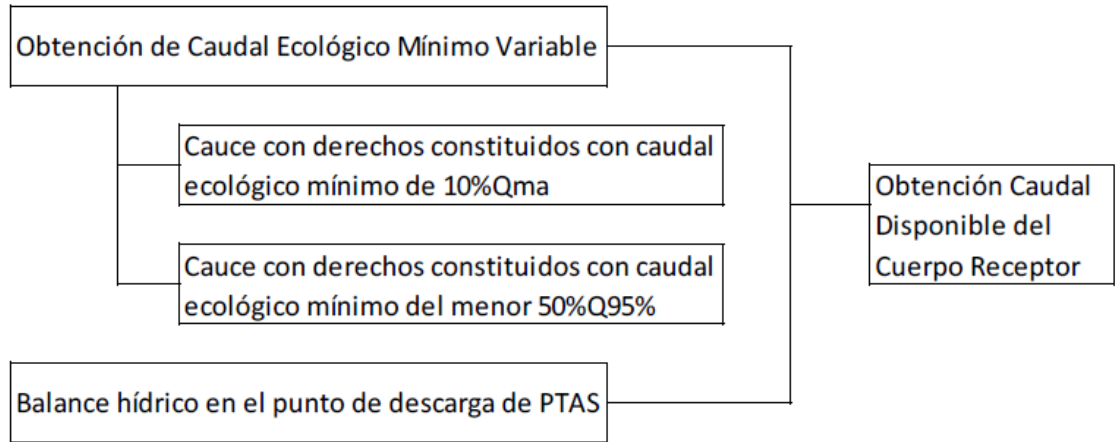 Obtención de Caudal Ecológico Mínimo Variable
Cauce con derechos constituidos con caudal
ecológico mínimo de 10%Qma
Cauce con derechos constituidos con caudal
ecológico mínimo del menor 50%Q95%
Balance hídrico en el punto de descarga de PTAS
Obtención Caudal
Disponible del
Cuerpo Receptor